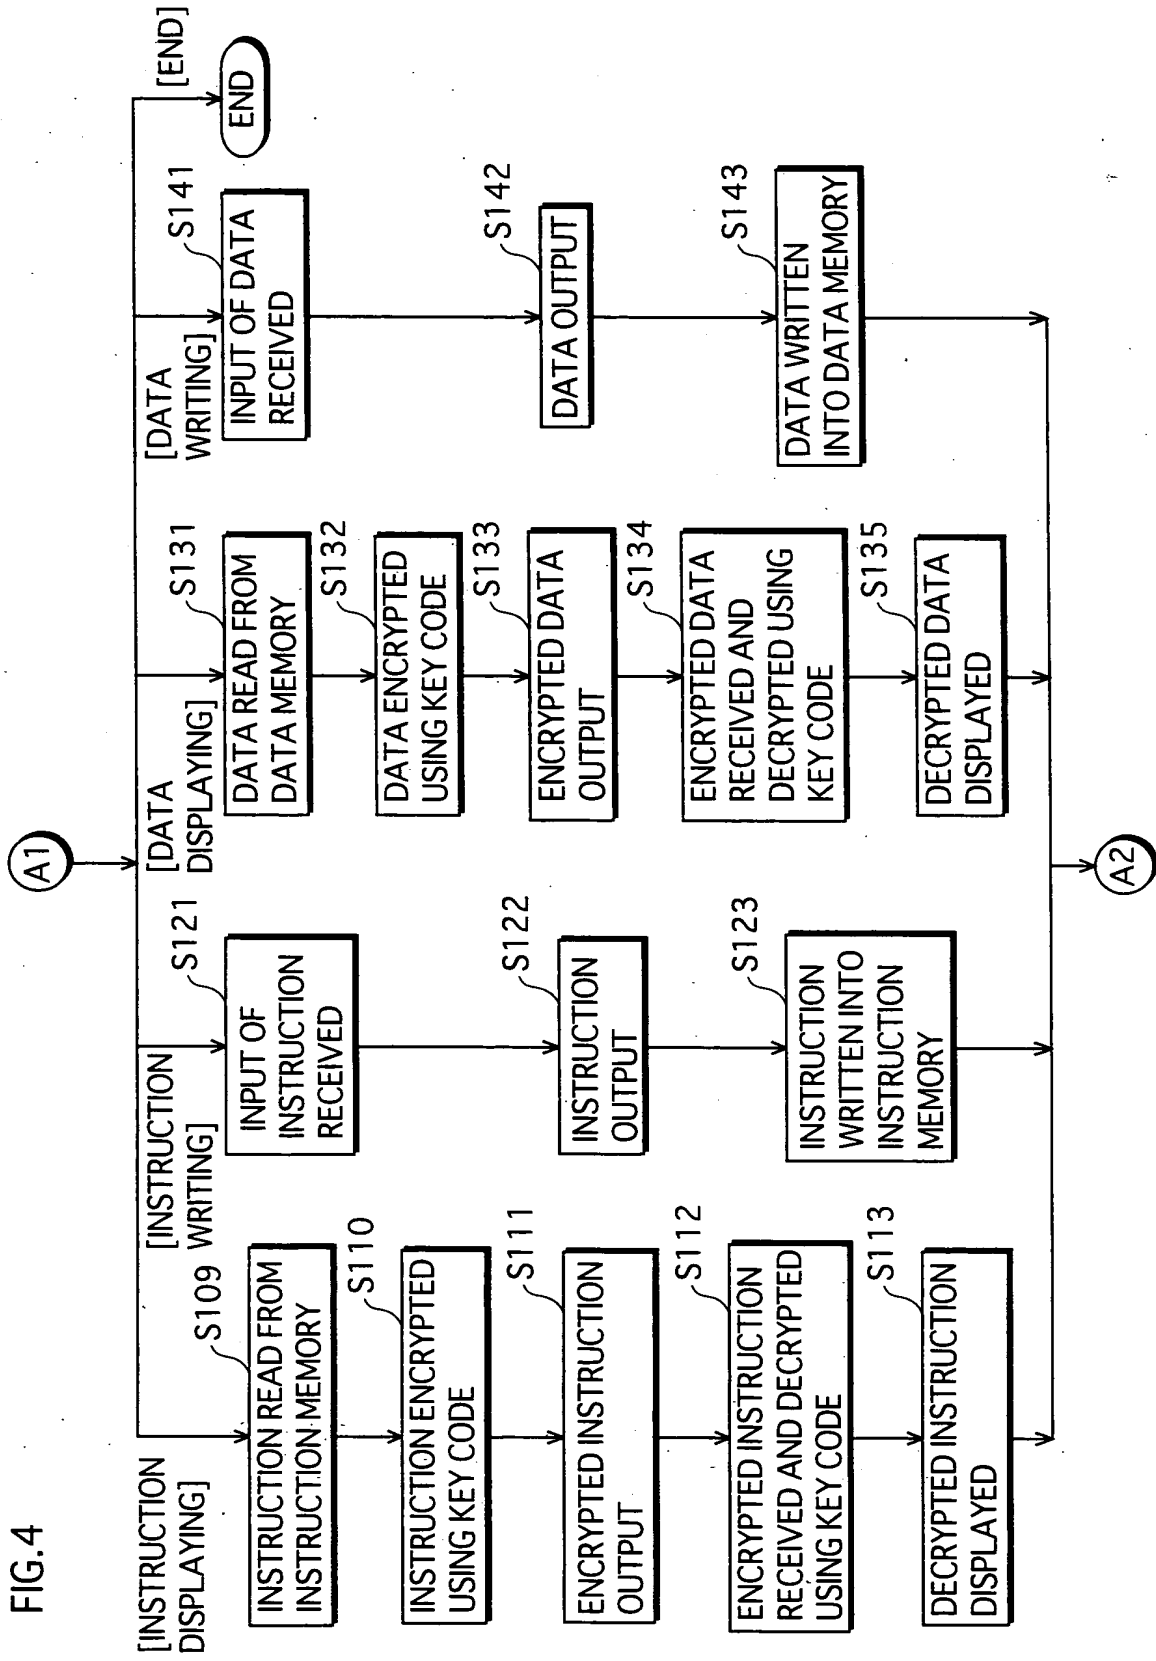 FIG.4
A1
[INSTRUCTION
DISPLAYING]
S109
INSTRUCTION READ FROM
INSTRUCTION MEMORY
S110
INSTRUCTION ENCRYPTED
USING KEY CODE
S111
ENCRYPTED INSTRUCTION
OUTPUT
S112
ENCRYPTED INSTRUCTION
RECEIVED AND DECRYPTED
USING KEY CODE
S113
DECRYPTED INSTRUCTION
DISPLAYED
[INSTRUCTION
WRITING]
S121
INPUT OF
INSTRUCTION
RECEIVED
S122
INSTRUCTION
OUTPUT
S123
INSTRUCTION
WRITTEN INTO
INSTRUCTION
MEMORY
[DATA
DISPLAYING]
S131
DATA READ FROM
DATA MEMORY
S132
DATA ENCRYPTED
USING KEY CODE
S133
ENCRYPTED DATA
OUTPUT
S134
ENCRYPTED DATA
RECEIVED AND
DECRYPTED USING
KEY CODE
S135
DECRYPTED DATA
DISPLAYED
[DATA
WRITING]
S141
INPUT OF DATA
RECEIVED
S142
DATA OUTPUT
S143
DATA WRITTEN
INTO DATA MEMORY
[END]
END
A2